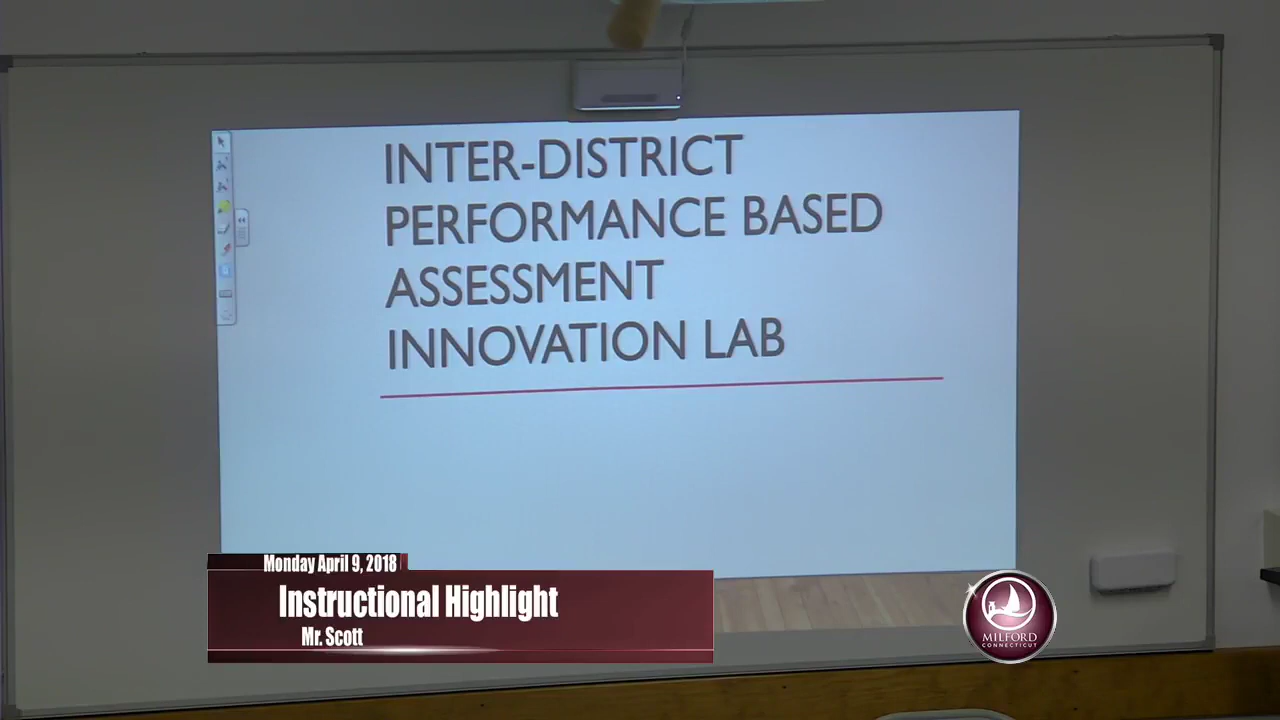 INTER-DISTRICT
PERFORMANCE BASED
ASSESSMENT
INNOVATION LAB
Monday April 9, 2018
Instructional Highlight
Mr. Scott
MILFORD
CONNECTICUT